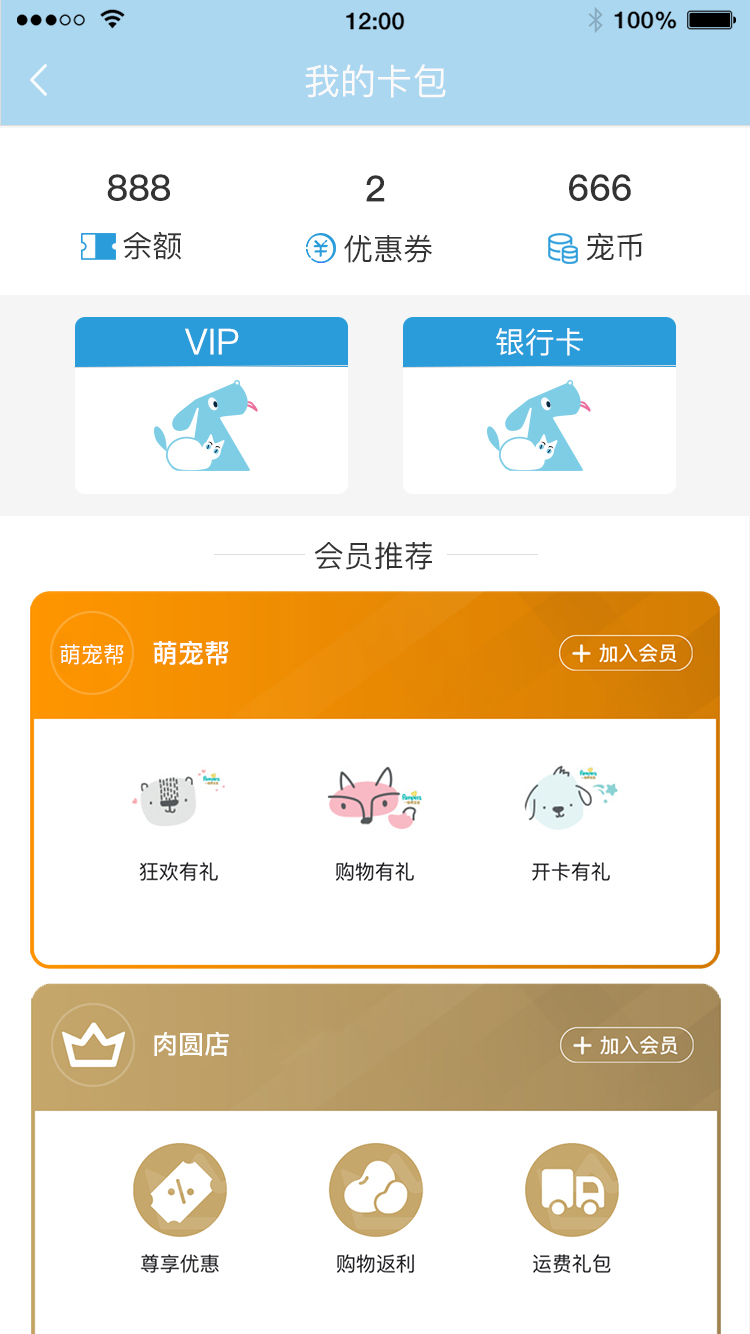 12:00
100%
我的卡包
888
2
666
余额
优惠券
宠币
VIP
银行卡
会员推荐
萌宠帮
萌宠帮
加入会员
Pampers
Pampers
Pampers
狂欢有礼
购物有礼
开卡有礼
肉圆店
加入会员
尊享优惠
购物返利
运费礼包